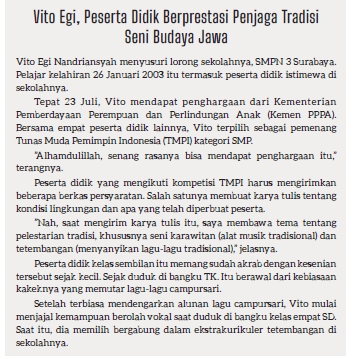 Vito Egi, Peserta Didik Berprestasi Penjaga Tradisi
Seni Budaya Jawa
Vito Egi Nandriansyah menyusuri lorong sekolahnya, SMPN 3 Surabaya.
Pelajar kelahiran 26 Januari 2003 itu termasuk peserta didik istimewa di
sekolahnya.
Tepat 23 Juli, Vito mendapat penghargaan dari Kementerian
Pemberdayaan Perempuan dan Perlindungan Anak (Kemen PPPA).
Bersama empat peserta didik lainnya, Vito terpilih sebagai pemenang
Tunas Muda Pemimpin Indonesia (TMPI) kategori SMP.
"Alhamdulillah, senang rasanya bisa mendapat penghargaan itu,"
terangnya.
Peserta didik yang mengikuti kompetisi TMPI harus mengirimkan
beberapa berkas persyaratan. Salah satunya membuat karya tulis tentang
kondisi lingkungan dan apa yang telah diperbuat peserta.
"Nah, saat mengirim karya tulis itu, saya membawa tema tentang
pelestarian tradisi, khususnya seni karawitan (alat musik tradisional) dan
tetembangan (menyanyikan lagu-lagu tradisional)," jelasnya.
Peserta didik kelas sembilan itu memang sudah akrab dengan kesenian
tersebut sejak kecil. Sejak duduk di bangku TK. Itu berawal dari kebiasaan
kakeknya yang memutar lagu-lagu campursari.
Setelah terbiasa mendengarkan alunan lagu campursari, Vito mulai
menjajal kemampuan berolah vokal saat duduk di bangku kelas empat SD.
Saat itu, dia memilih bergabung dalam ekstrakurikuler tetembangan di
sekolahnya.